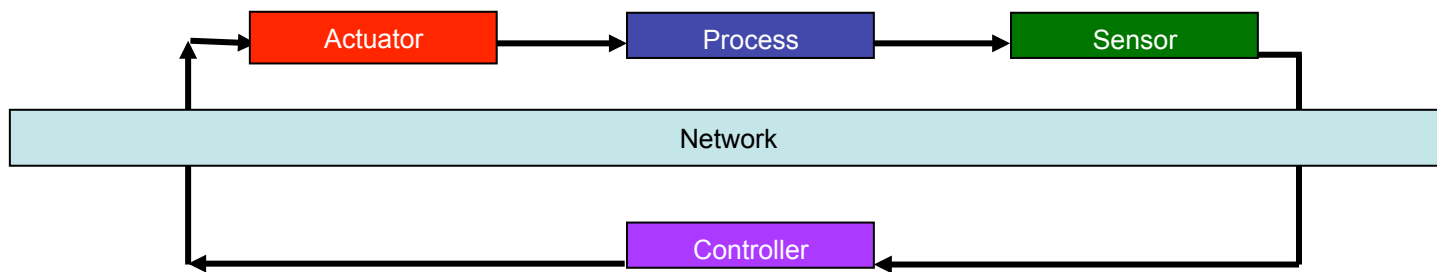 Actuator
Process
Sensor
Network
Controller